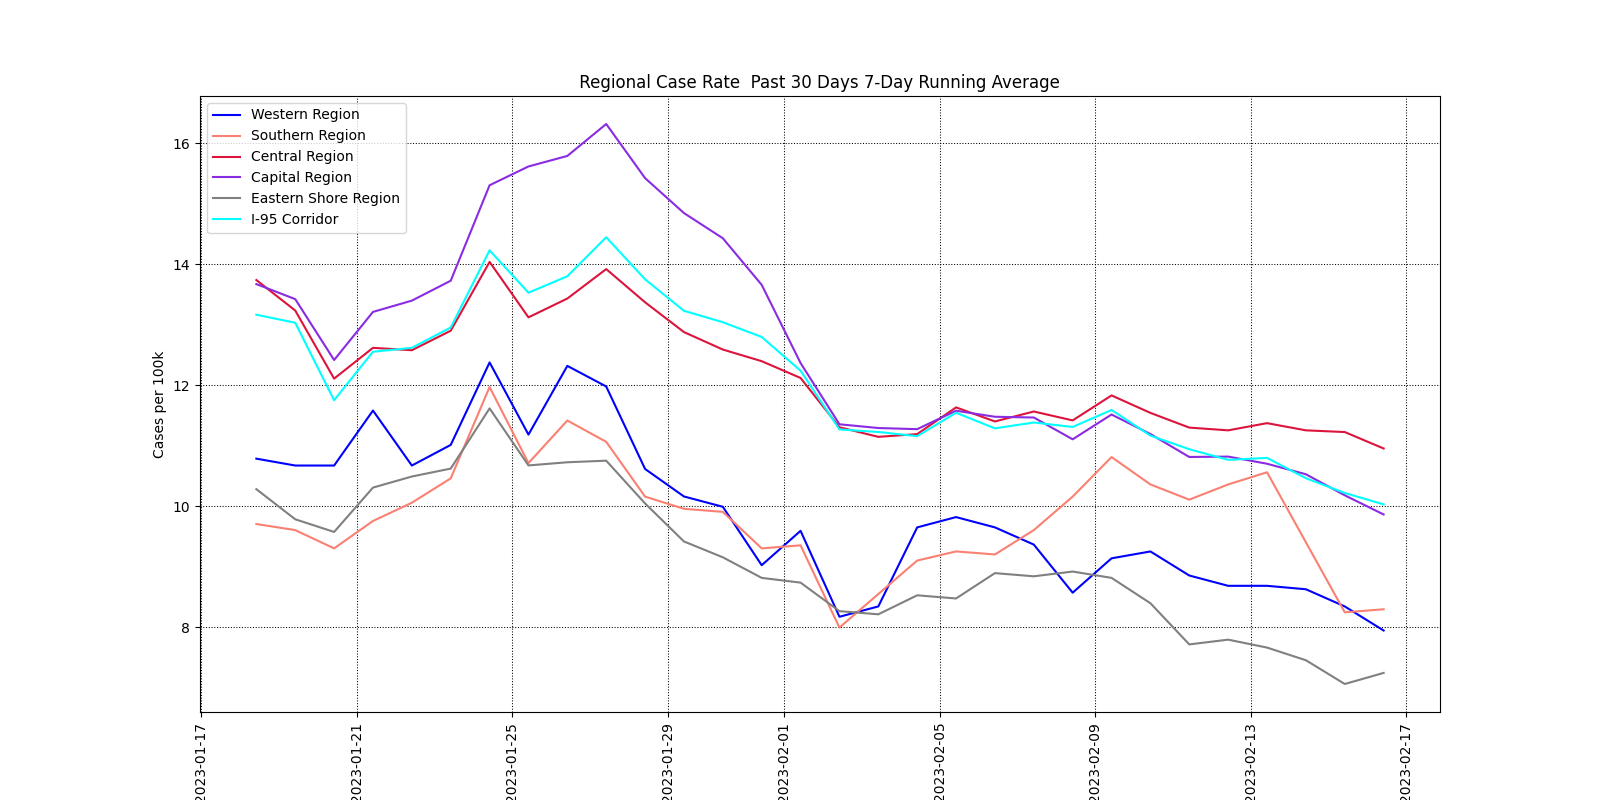 Regional Case Rate  Past 30 Days 7-Day Running Average
Western Region
Southern Region
Central Region
Capital Region
Eastern Shore Region
I-95 Corridor
Cases per 100k
16
14
12
10
8
2023-01-17
2023-01-21
2023-01-25
2023-01-29
2023-02-01
2023-02-05
2023-02-09
2023-02-13
2023-02-17